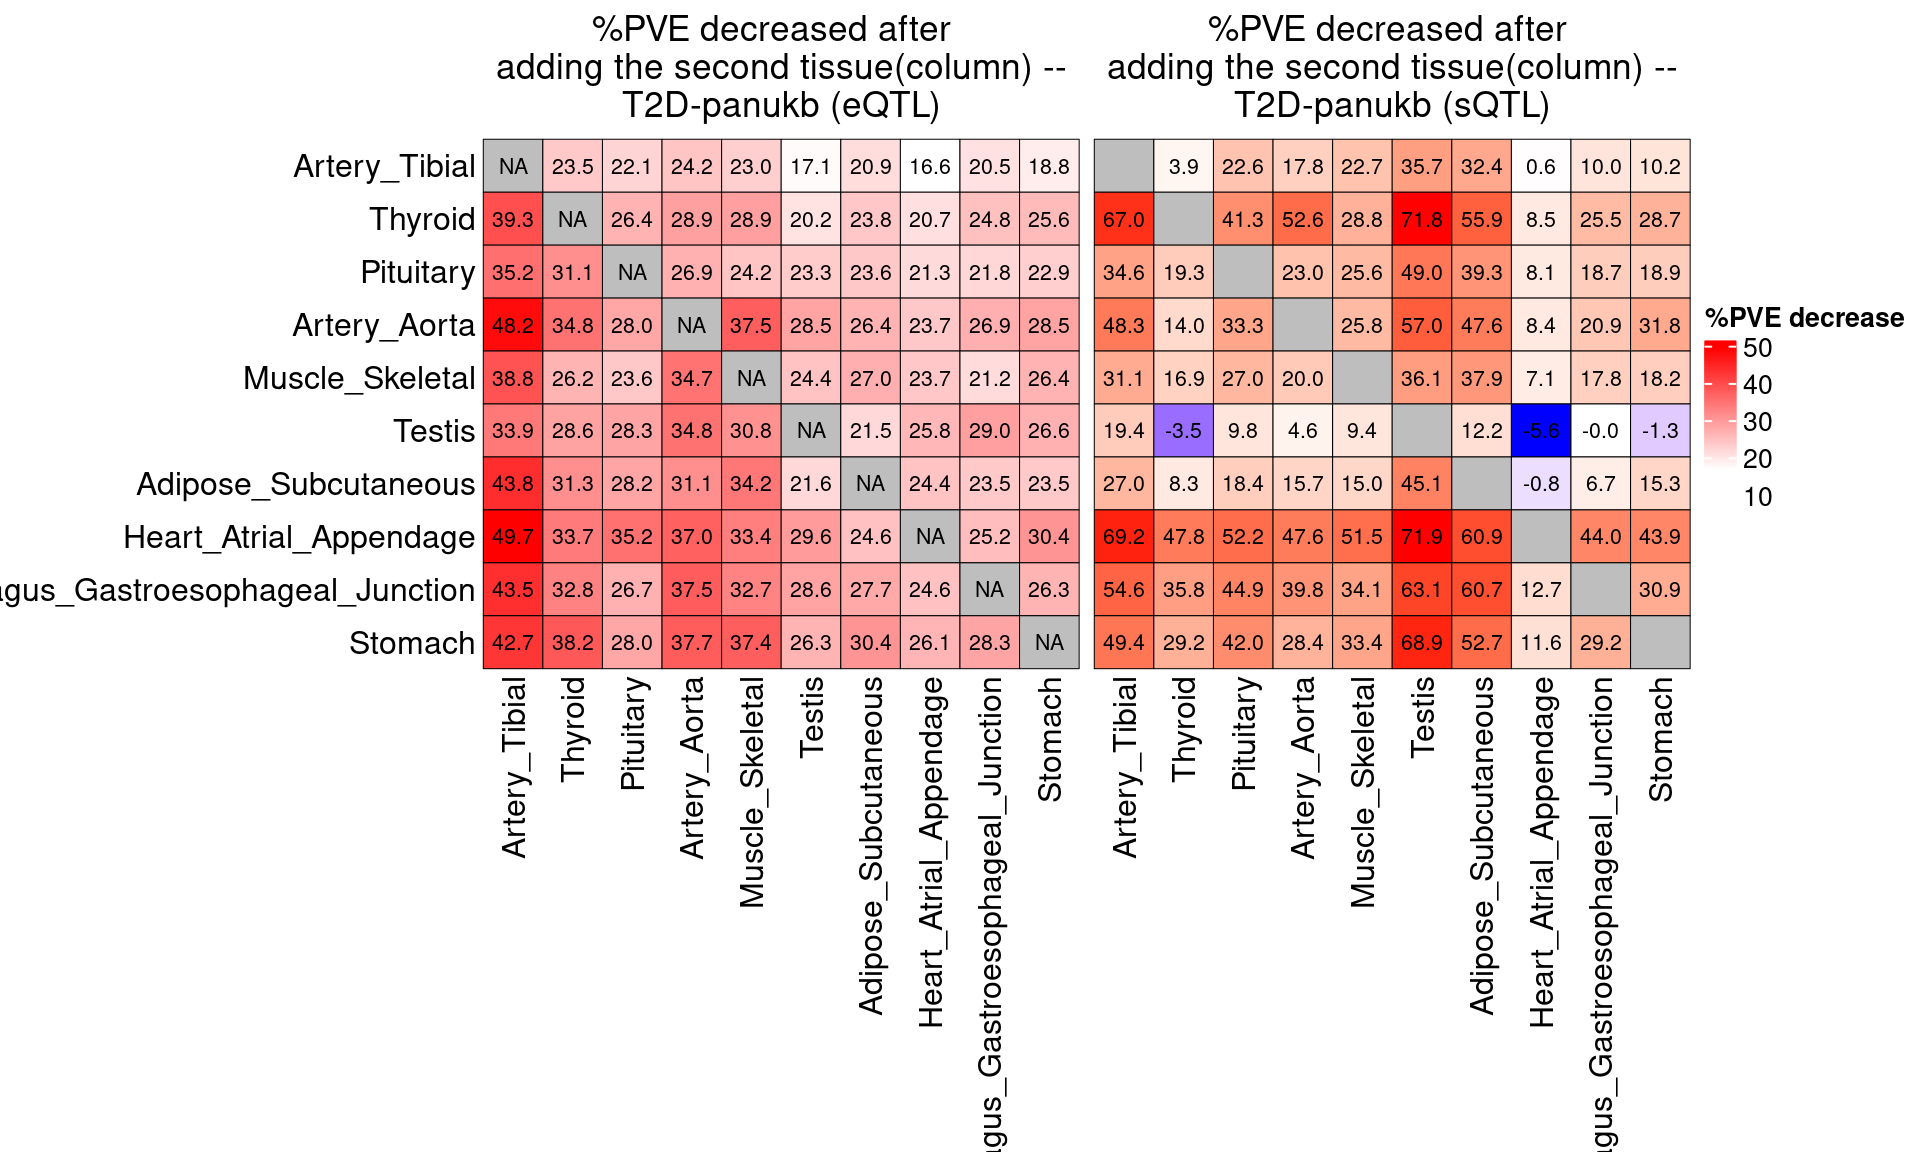 %PVE decreased after
adding the second tissue(column) --
T2D-panukb (eQTL)
%PVE decreased after
adding the second tissue(column) --
T2D-panukb (sQTL)
Artery_Tibial NA 23.5 22.1 24.2 23.0 17.1 20.9 16.6 20.5 18.8 3.9 22.6 17.8 22.7 35.7 32.4 0.6 10.0 10.2
Thyroid 39.3 NA 26.4 28.9 28.9 20.2 23.8 20.7 24.8 25.6 67.0 41.3 52.6 28.8 71.8 55.9 8.5 25.5 28.7
Pituitary 35.2 31.1 NA 26.9 24.2 23.3 23.6 21.3 21.8 22.9 34.6 19.3 23.0 25.6 49.0 39.3 8.1 18.7 18.9
Artery_Aorta 48.2 34.8 28.0 NA 37.5 28.5 26.4 23.7 26.9 28.5 48.3 14.0 33.3 25.8 57.0 47.6 8.4 20.9 31.8
Muscle_Skeletal 38.8 26.2 23.6 34.7 NA 24.4 27.0 23.7 21.2 26.4 31.1 16.9 27.0 20.0 36.1 37.9 7.1 17.8 18.2
Testis 33.9 28.6 28.3 34.8 30.8 NA 21.5 25.8 29.0 26.6 19.4 -3.5 9.8 4.6 9.4 12.2 -5.6 -0.0 -1.3
Adipose_Subcutaneous 43.8 31.3 28.2 31.1 34.2 21.6 NA 24.4 23.5 23.5 27.0 8.3 18.4 15.7 15.0 45.1 -0.8 6.7 15.3
Heart_Atrial_Appendage 49.7 33.7 35.2 37.0 33.4 29.6 24.6 NA 25.2 30.4 69.2 47.8 52.2 47.6 51.5 71.9 60.9 44.0 43.9
agus_Gastroesophageal_Junction 43.5 32.8 26.7 37.5 32.7 28.6 27.7 24.6 NA 26.3 54.6 35.8 44.9 39.8 34.1 63.1 60.7 12.7 30.9
Stomach 42.7 38.2 28.0 37.7 37.4 26.3 30.4 26.1 28.3 NA 49.4 29.2 42.0 28.4 33.4 68.9 52.7 11.6 29.2
Artery_Tibial
Thyroid
Pituitary
Artery_Aorta
Muscle_Skeletal
Testis
Adipose_Subcutaneous
Heart_Atrial_Appendage
agus_Gastroesophageal_Junction
Stomach
Artery_Tibial
Thyroid
Pituitary
Artery_Aorta
Muscle_Skeletal
Testis
Adipose_Subcutaneous
Heart_Atrial_Appendage
agus_Gastroesophageal_Junction
Stomach
%PVE decrease
50
40
30
20
10